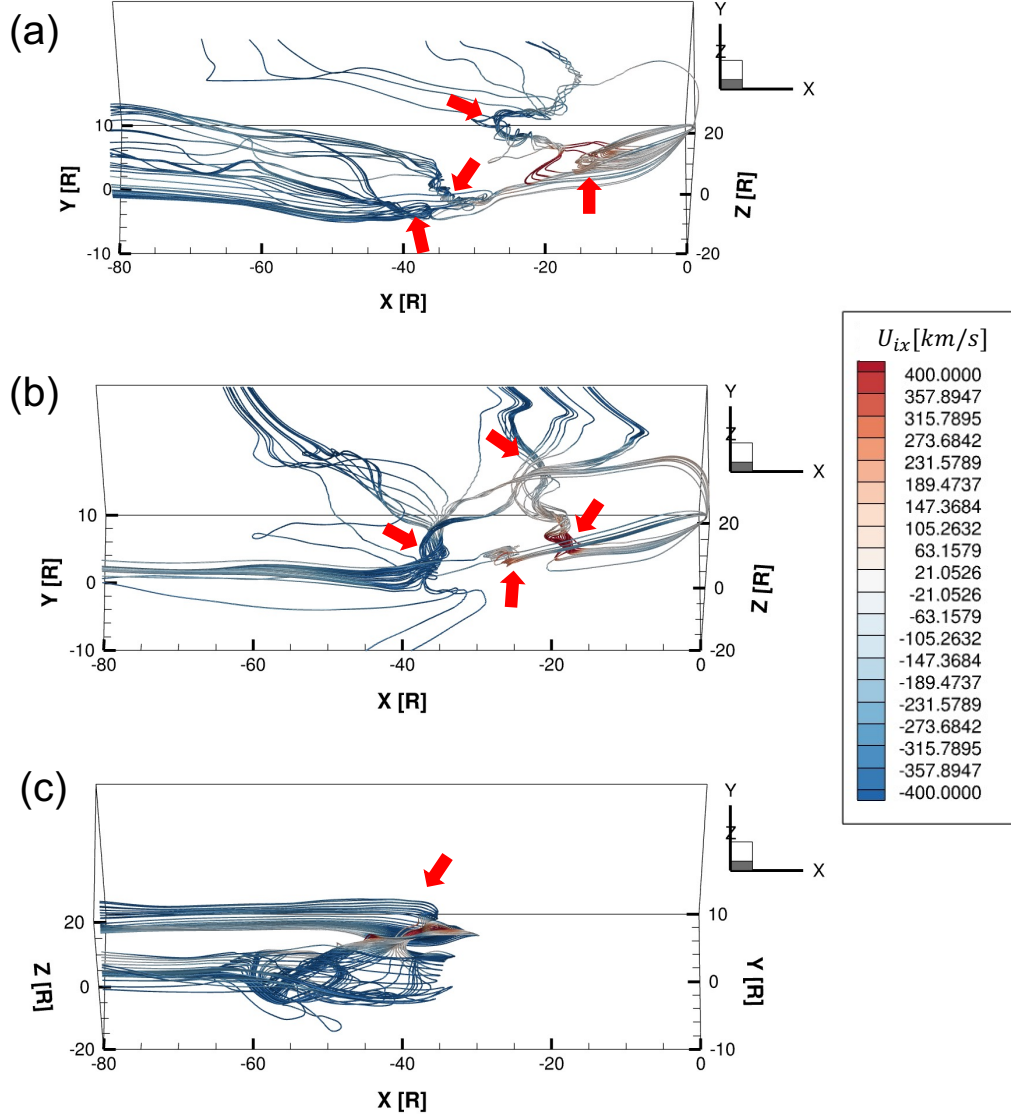 (a)
Y
Z
X
10
0
-10
Y [R]
20
0
-20
Z [R]
-80
-60
-40
-20
0
X [R]
(b)
Y
Z
X
10
0
-10
Y [R]
20
0
-20
Z [R]
-80
-60
-40
-20
0
X [R]
U_{ix}[km/s]
400.0000
357.8947
315.7895
273.6842
231.5789
189.4737
147.3684
105.2632
63.1579
21.0526
-21.0526
-63.1579
-105.2632
-147.3684
-189.4737
-231.5789
-273.6842
-315.7895
-357.8947
-400.0000
(c)
Y
Z
X
20
0
-20
Z [R]
10
0
-10
Y [R]
-80
-60
-40
-20
0
X [R]